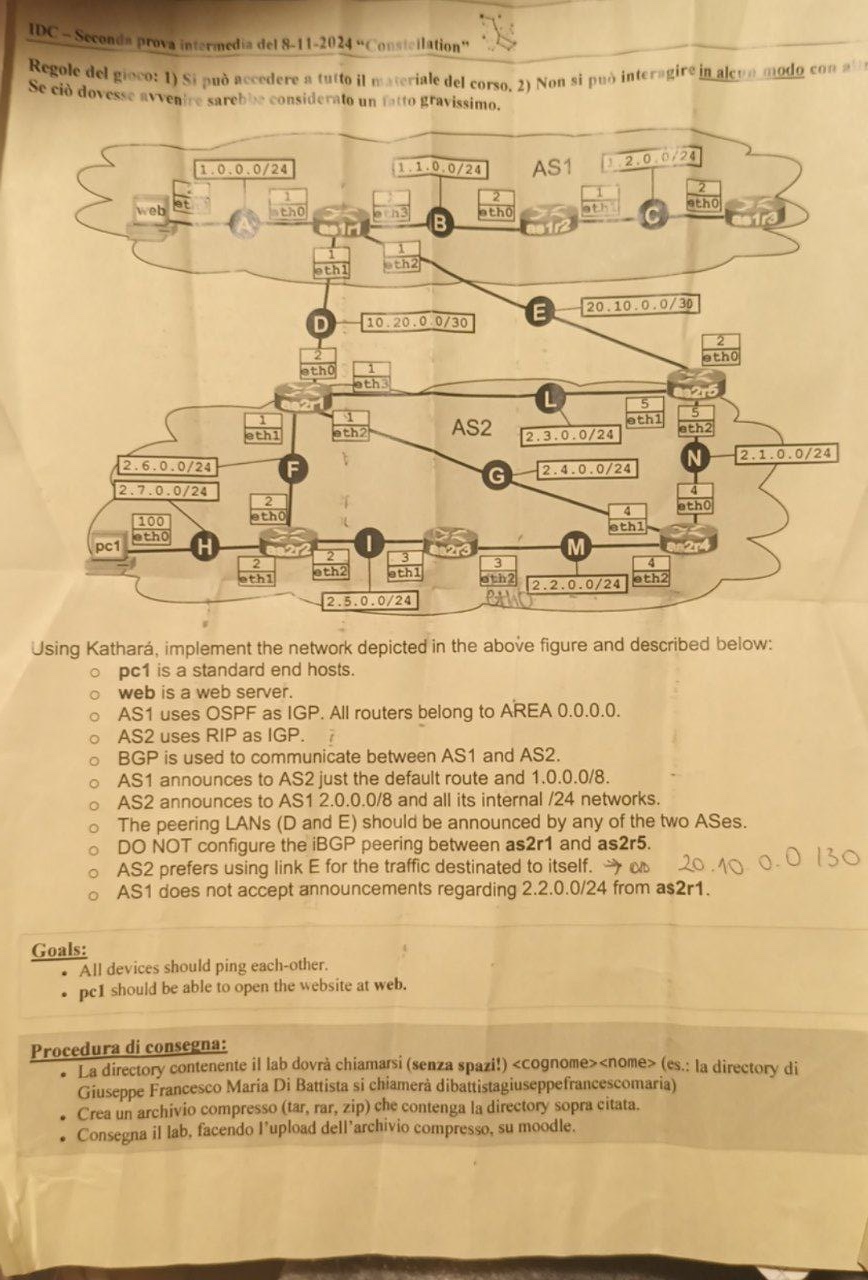 IDC – Seconda prova intermedia del 8-11-2024 “Constellation”
Regole del gioco: 1) Si può accedere a tutto il materiale del corso, 2) Non si può interagire in alcun modo con
Se ciò dovesse avvenire sarebbe considerato un fatto gravissimo.
1.0.0.0/24
1.1.0.0/24
AS1
1.2.0.0/24
web
A
1
eth0
as1r1
eth3
B
2
eth0
as1r2
1
eth1
C
2
eth0
as1r3
1
eth1
1
eth2
D
10.20.0.0/30
E
20.10.0.0/30
2
eth0
2
eth0
1
eth3
as2r1
L
as2r5
1
eth1
1
eth2
AS2
2.3.0.0/24
5
eth1
5
eth2
2.6.0.0/24
F
G
2.4.0.0/24
N
2.1.0.0/24
2.7.0.0/24
100
eth0
2
eth0
4
eth1
4
eth0
pc1
H
as2r2
I
as2r3
M
as2r4
2
eth1
2
eth2
3
eth1
3
eth2
2.2.0.0/24
4
eth2
2.5.0.0/24
Using Kathará, implement the network depicted in the above figure and described below:
o pc1 is a standard end hosts.
o web is a web server.
o AS1 uses OSPF as IGP. All routers belong to AREA 0.0.0.0.
o AS2 uses RIP as IGP.
o BGP is used to communicate between AS1 and AS2.
o AS1 announces to AS2 just the default route and 1.0.0.0/8.
o AS2 announces to AS1 2.0.0.0/8 and all its internal /24 networks.
o The peering LANs (D and E) should be announced by any of the two ASes.
o DO NOT configure the iBGP peering between as2r1 and as2r5.
o AS2 prefers using link E for the traffic destinated to itself. → 20.10.0.0/30
o AS1 does not accept announcements regarding 2.2.0.0/24 from as2r1.
Goals:
• All devices should ping each-other.
• pc1 should be able to open the website at web.
Procedura di consegna:
• La directory contenente il lab dovrà chiamarsi (senza spazi!) <cognome><nome> (es.: la directory di
Giuseppe Francesco Maria Di Battista si chiamerà dibattistagiuseppefrancescomaria)
• Crea un archivio compresso (tar, rar, zip) che contenga la directory sopra citata.
• Consegna il lab, facendo l’upload dell’archivio compresso, su moodle.